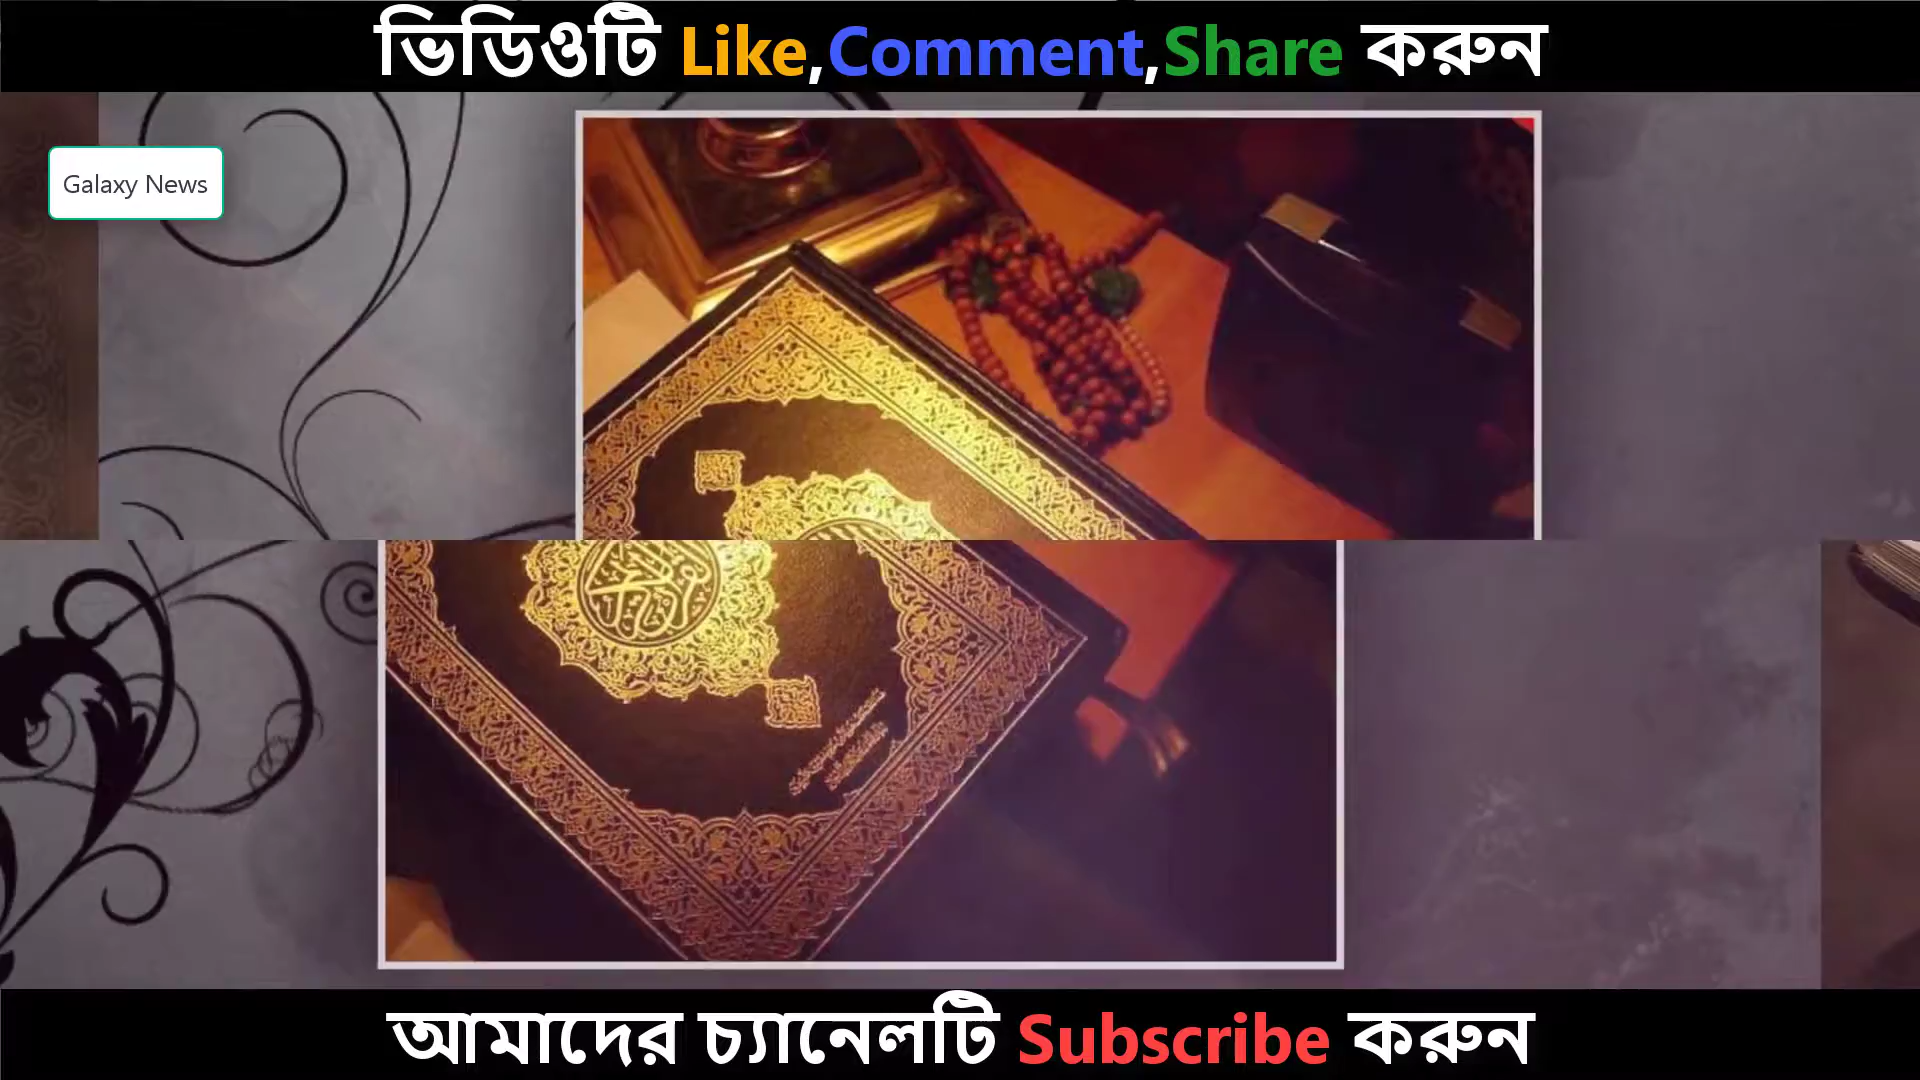 ভিডিওটি Like,Comment,Share করুন
Galaxy News
আমাদের চ্যানেলটি Subscribe করুন